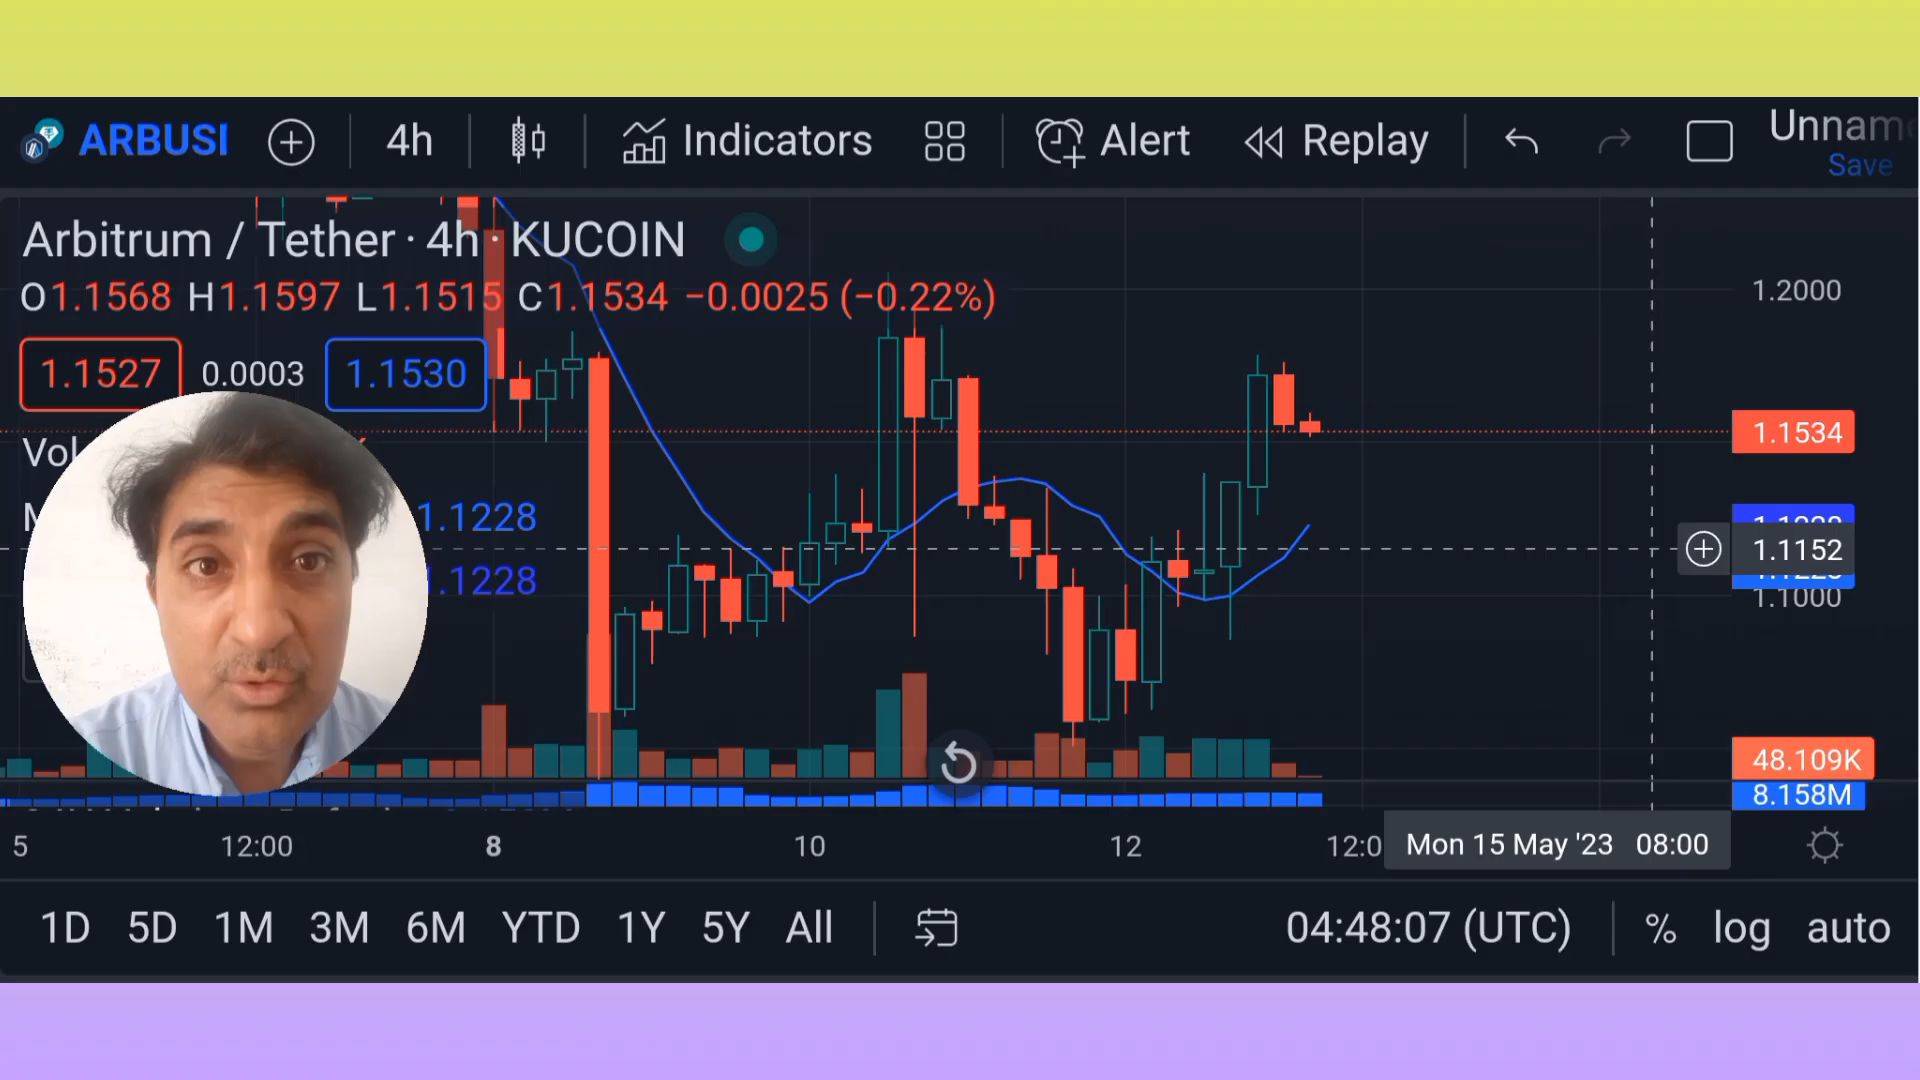 ARBUSI 4h Indicators Alert Replay Unnam
Save
Arbitrum / Tether · 4h · KUCOIN
O1.1568 H1.1597 L1.1515 C1.1534 −0.0025 (−0.22%)
1.1527 0.0003 1.1530
1.2000
1.1534
Vol
M 1.1228
1.1228
1.1152
1.1000
48.109K
8.158M
5 12:00 8 10 12 12:0 Mon 15 May '23 08:00
1D 5D 1M 3M 6M YTD 1Y 5Y All 04:48:07 (UTC) % log auto